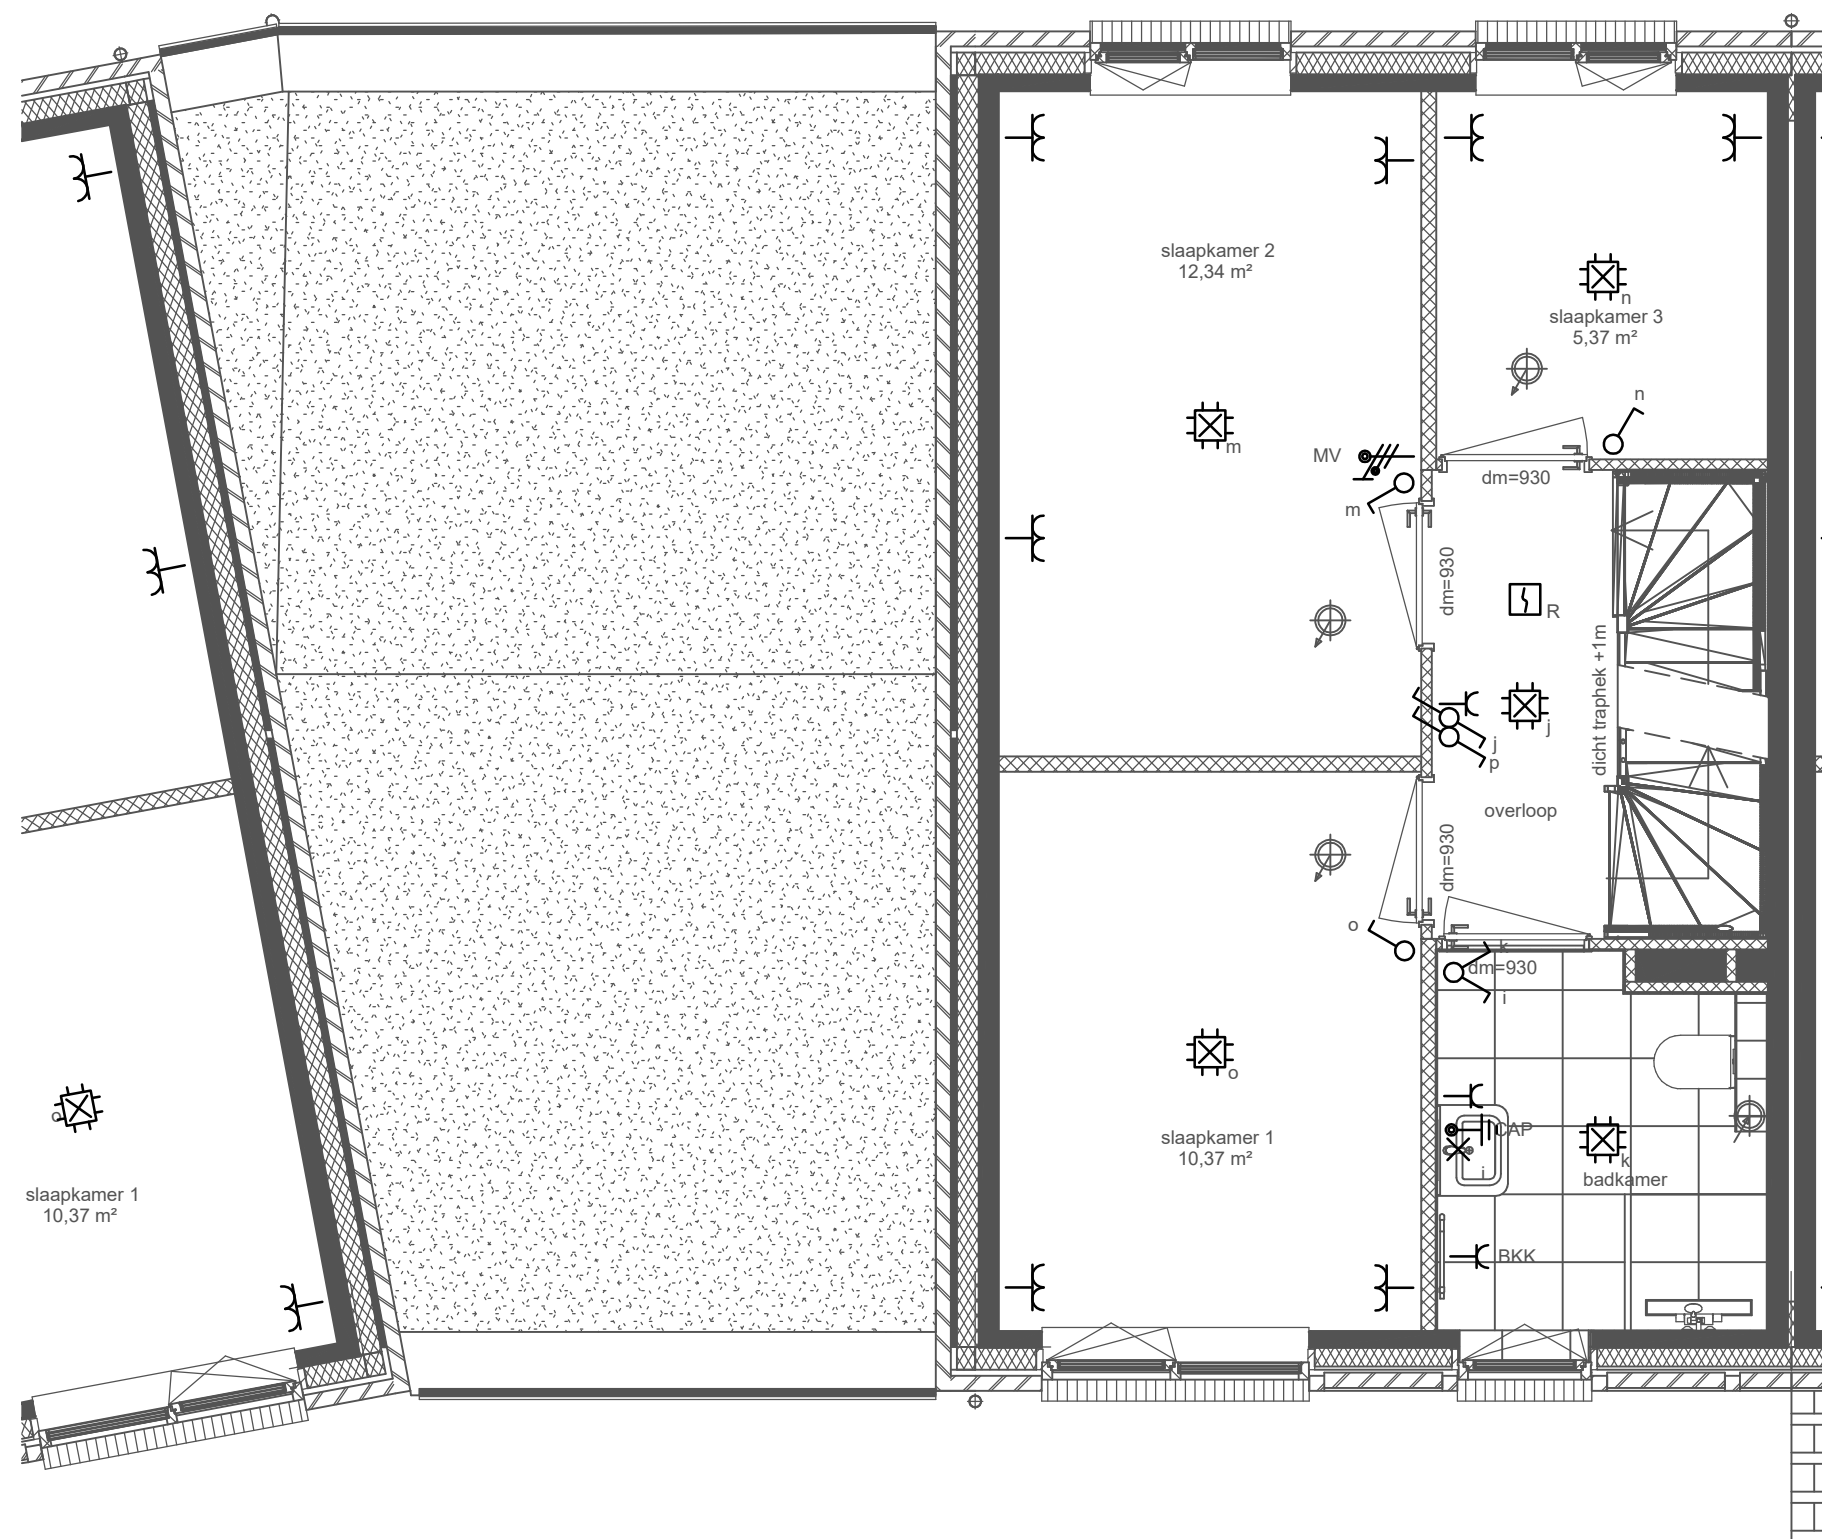 slaapkamer 2
12,34 m²
n
slaapkamer 3
5,37 m²
n
m
MV
dm=930
m
dm=930
R
dicht traphek +1m
j
j
p
overloop
dm=930
o
k
dm=930
i
o
o
CAP
slaapkamer 1
10,37 m²
k
i
badkamer
slaapkamer 1
10,37 m²
BKK